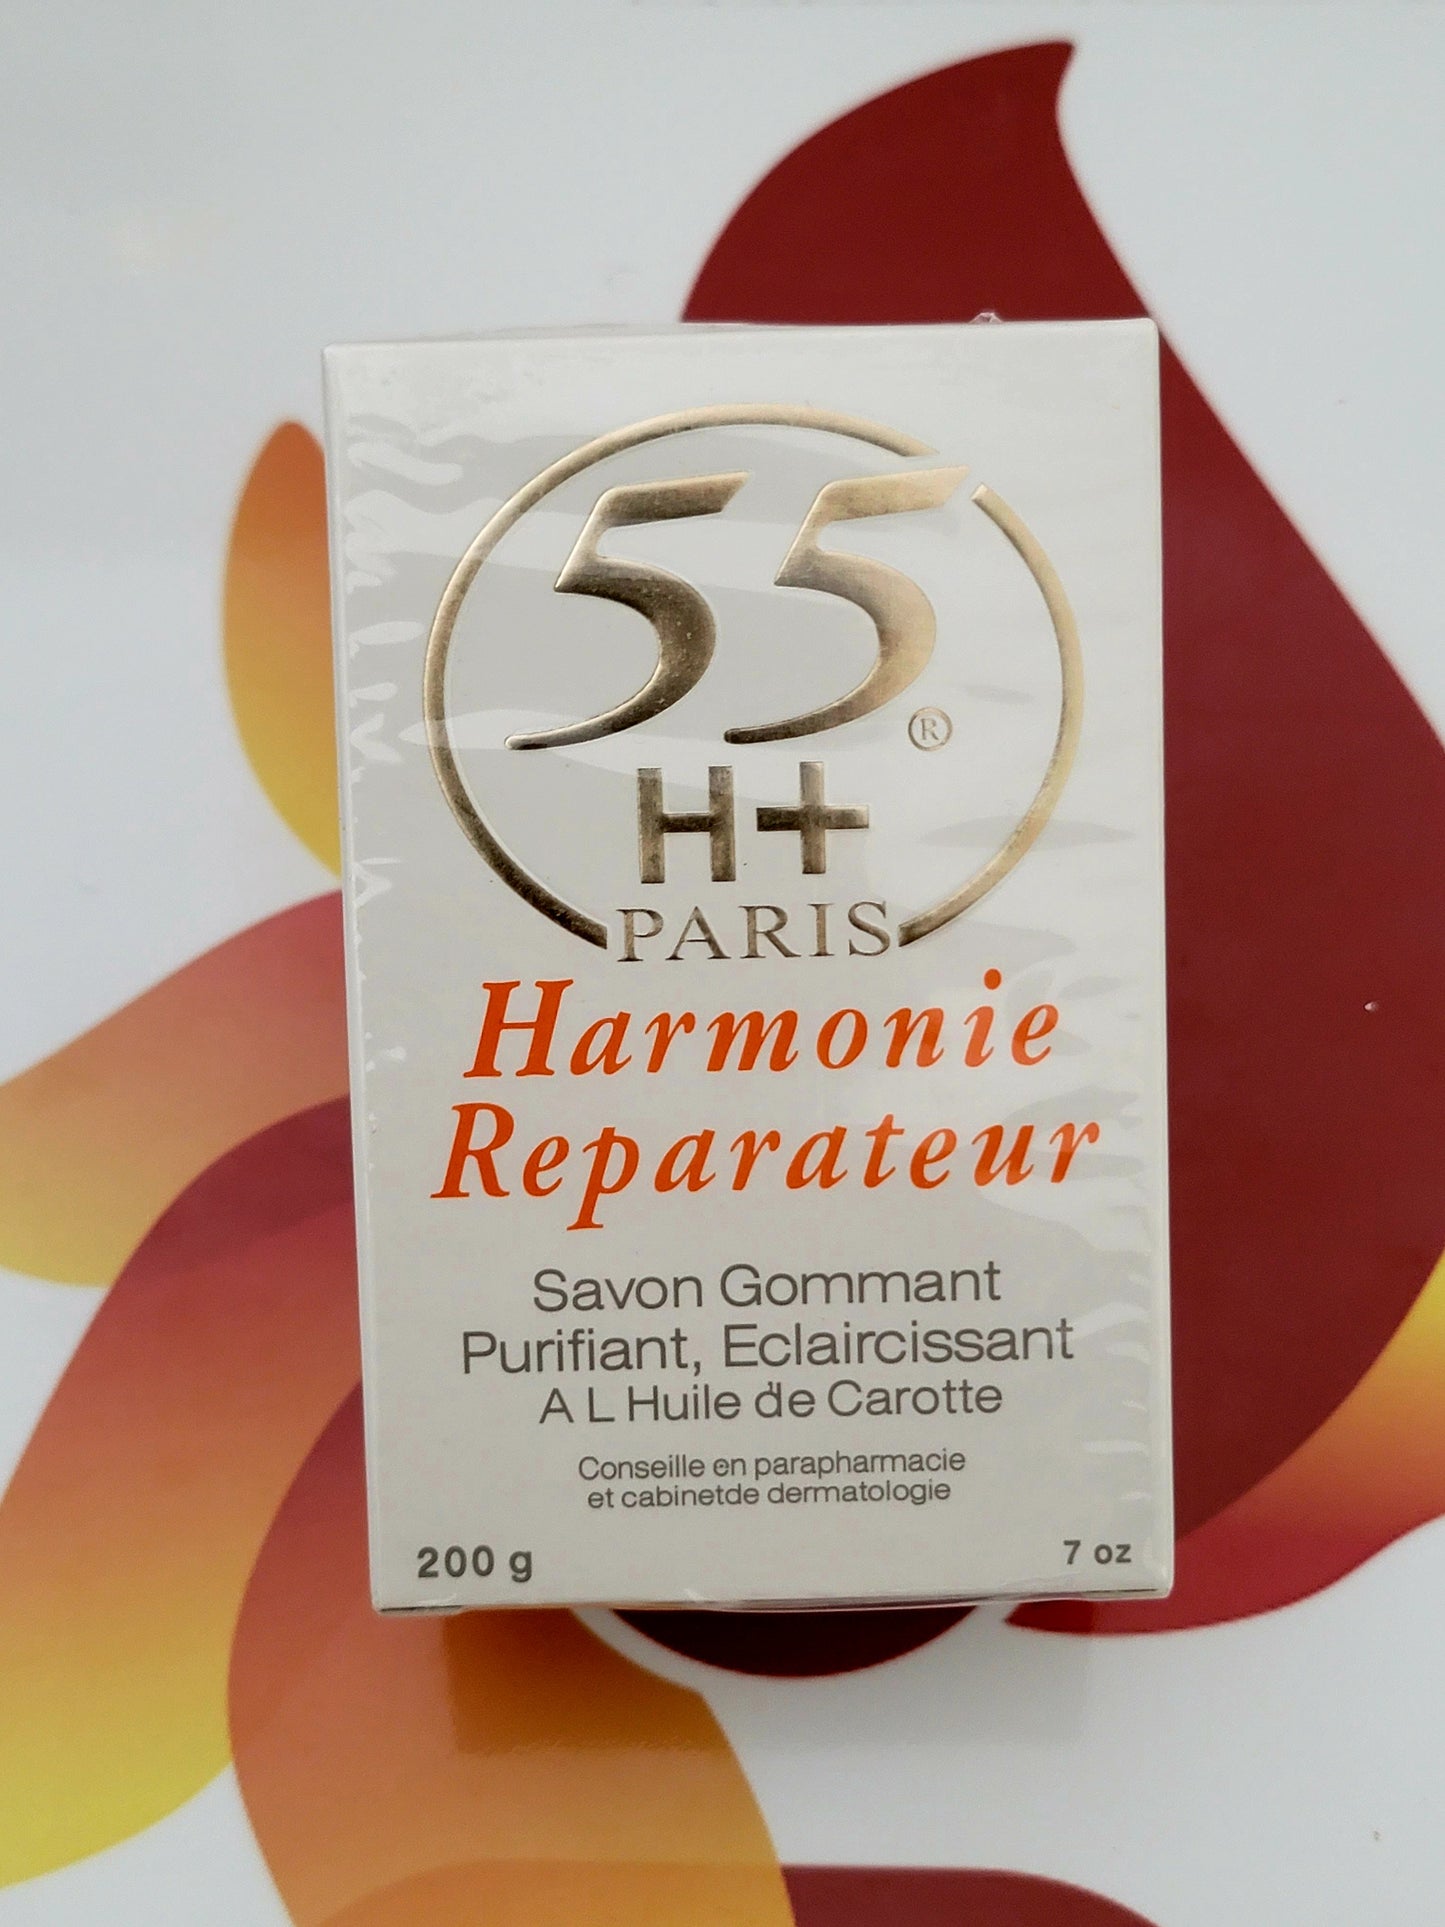 55®
H+
PARIS
Harmonie
Reparateur
Savon Gommant
Purifiant, Eclaircissant
A L Huile de Carotte
Conseille en parapharmacie
et cabinetde dermatologie
200 g
7 oz